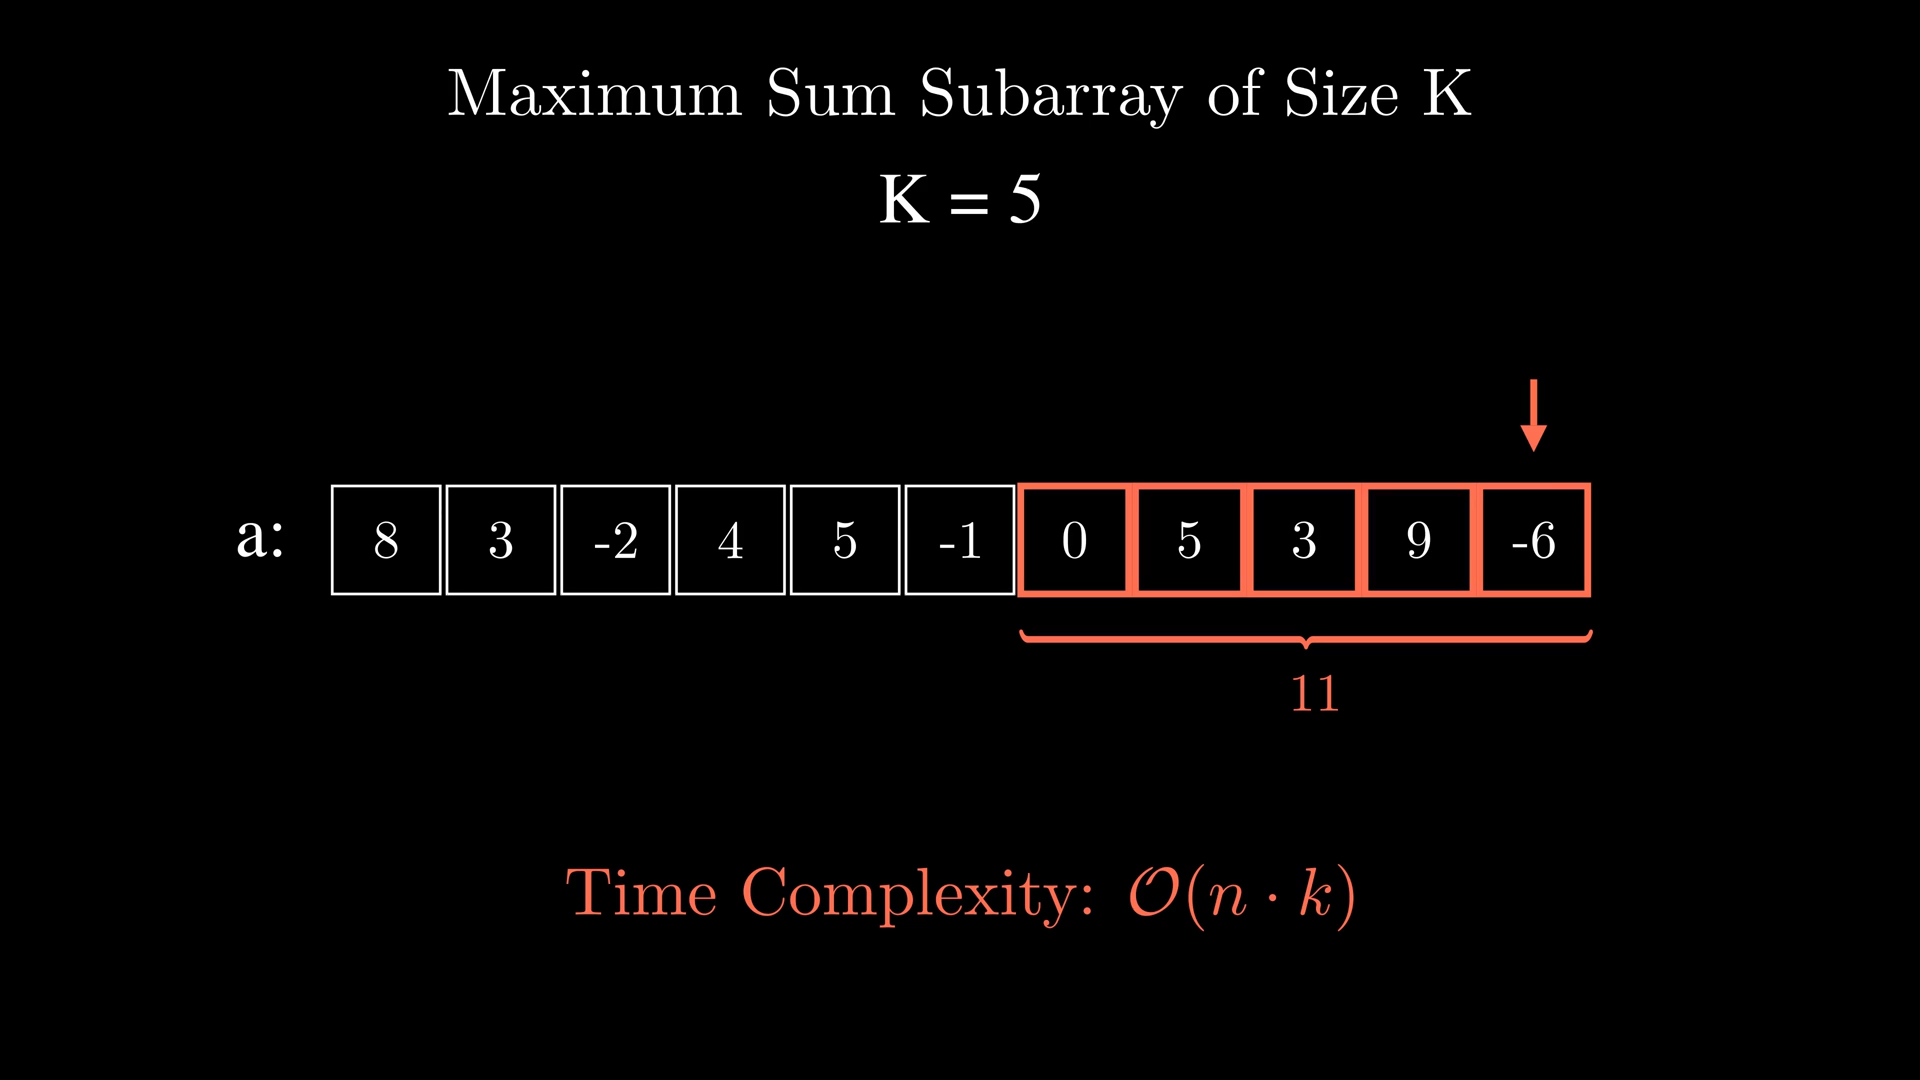 Maximum Sum Subarray of Size K
K = 5
a: 8 3 -2 4 5 -1 0 5 3 9 -6
11
Time Complexity: 𝒪(n · k)